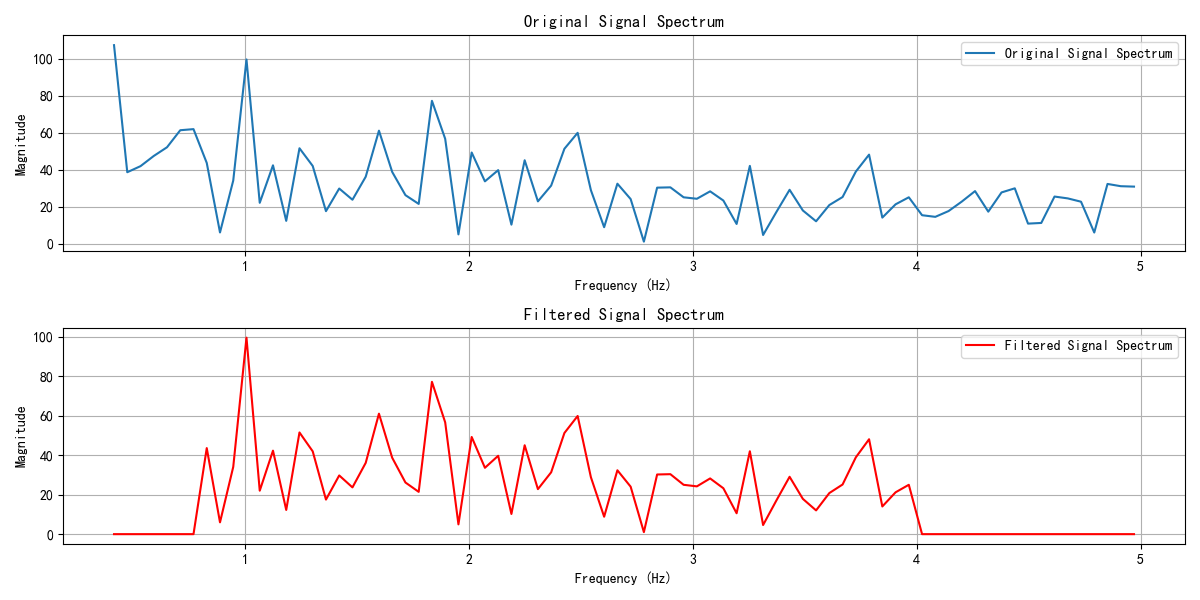 Original Signal Spectrum
Original Signal Spectrum
Magnitude
100
80
60
40
20
0
1 2 3 4 5
Frequency (Hz)
Filtered Signal Spectrum
Filtered Signal Spectrum
Magnitude
100
80
60
40
20
0
1 2 3 4 5
Frequency (Hz)